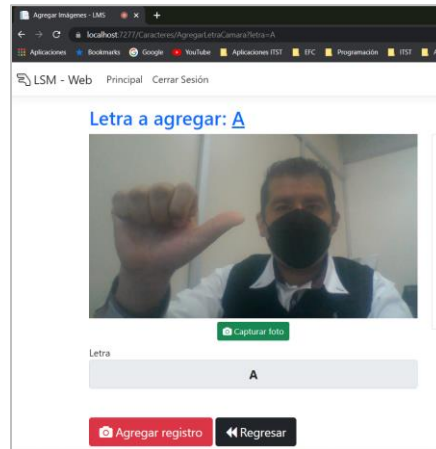 Agregar Imágenes - LMS
localhost:7277/Caracteres/AgregarLetraCamara?letra=A
Aplicaciones Bookmarks Google YouTube Aplicaciones ITST EFC Programación ITST
LSM - Web Principal Cerrar Sesión
Letra a agregar: A
Capturar foto
Letra
A
Agregar registro Regresar